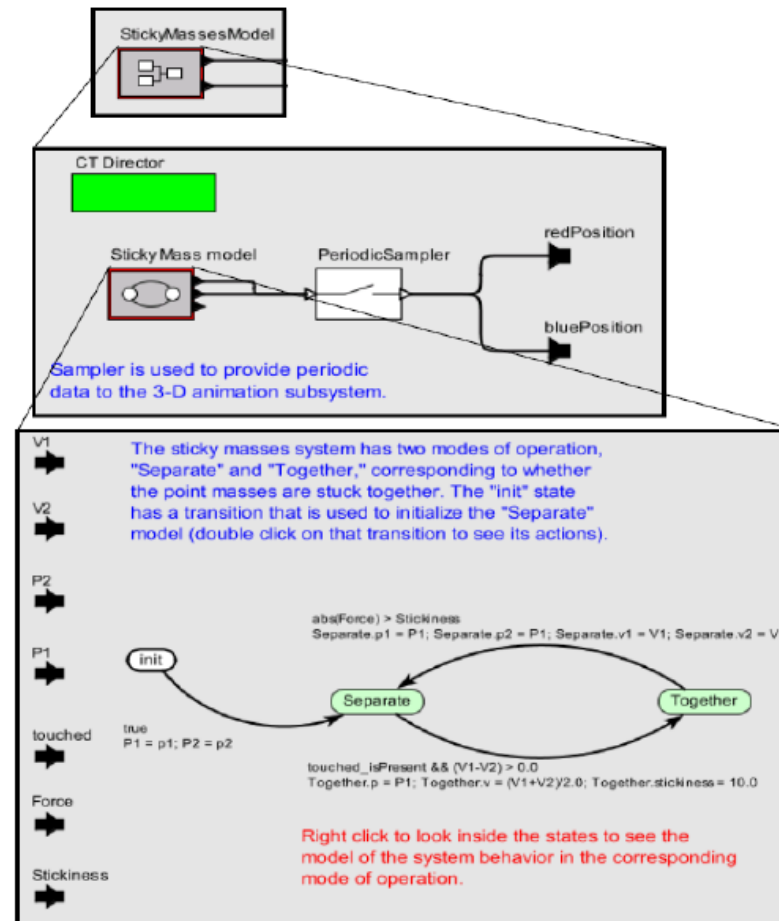 StickyMassesModel
CT Director
StickyMass model
PeriodicSampler
redPosition
bluePosition
Sampler is used to provide periodic
data to the 3-D animation subsystem.
V1
V2
P2
P1
touched
Force
Stickiness
The sticky masses system has two modes of operation,
"Separate" and "Together," corresponding to whether
the point masses are stuck together. The "init" state
has a transition that is used to initialize the "Separate"
model (double click on that transition to see its actions).
abs(Force) > Stickiness
Separate.p1 = P1; Separate.p2 = P1; Separate.v1 = V1; Separate.v2 = V
init
Separate
Together
true
P1 = p1; P2 = p2
touched_isPresent && (V1-V2) > 0.0
Together.p = P1; Together.v = (V1+V2)/2.0; Together.stickiness = 10.0
Right click to look inside the states to see the
model of the system behavior in the corresponding
mode of operation.